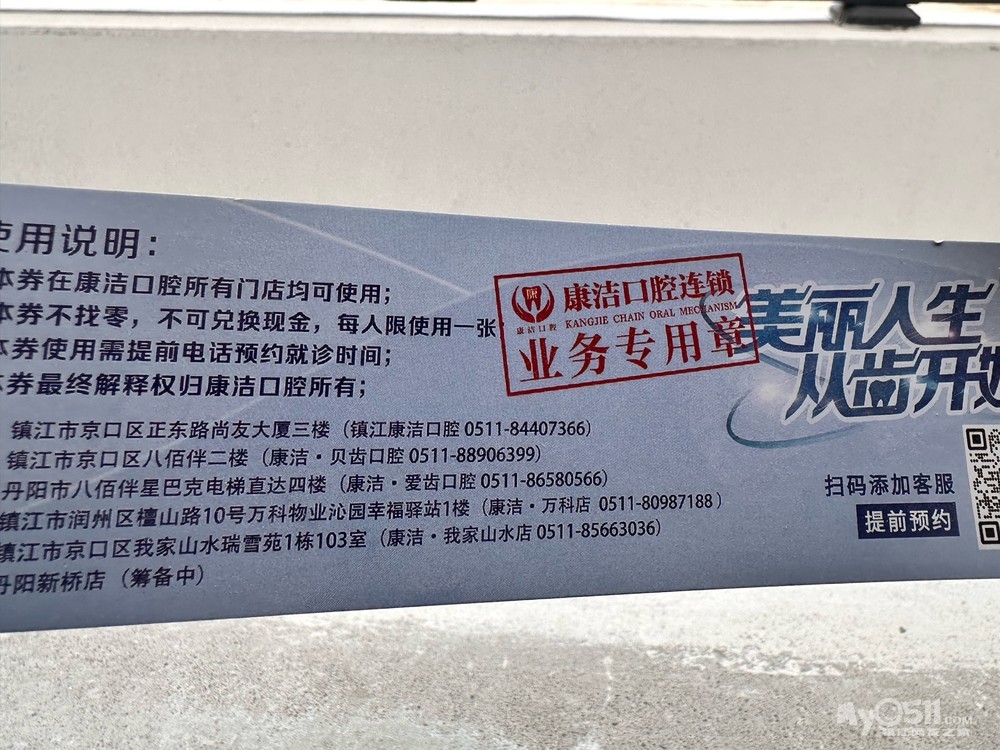 使用说明：
本券在康洁口腔所有门店均可使用；
本券不找零，不可兑换现金，每人限使用一张；
本券使用需提前电话预约就诊时间；
本券最终解释权归康洁口腔所有；
镇江市京口区正东路尚友大厦三楼（镇江康洁口腔 0511-84407366）
镇江市京口区八佰伴二楼（康洁·贝齿口腔 0511-88906399）
丹阳市八佰伴星巴克电梯直达四楼（康洁·爱齿口腔 0511-86580566）
镇江市润州区檀山路10号万科物业沁园幸福驿站1楼（康洁·万科店 0511-80987188）
镇江市京口区我家山水瑞雪苑1栋103室（康洁·我家山水店 0511-85663036）
丹阳新桥店（筹备中）
康
康洁口腔
康洁口腔连锁
KANGJIE CHAIN ORAL MECHANISM
业务专用章
美丽人生
从齿开始
扫码添加客服
提前预约
My0511.COM